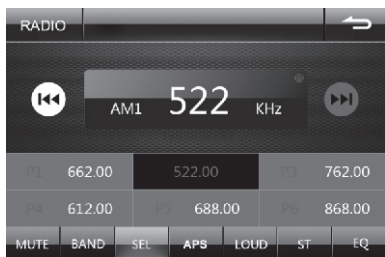 RADIO
AM1 522 KHz
P1 662.00 522.00 P3 762.00
P4 612.00 P5 688.00 P6 868.00
MUTE BAND SEL APS LOUD ST EQ